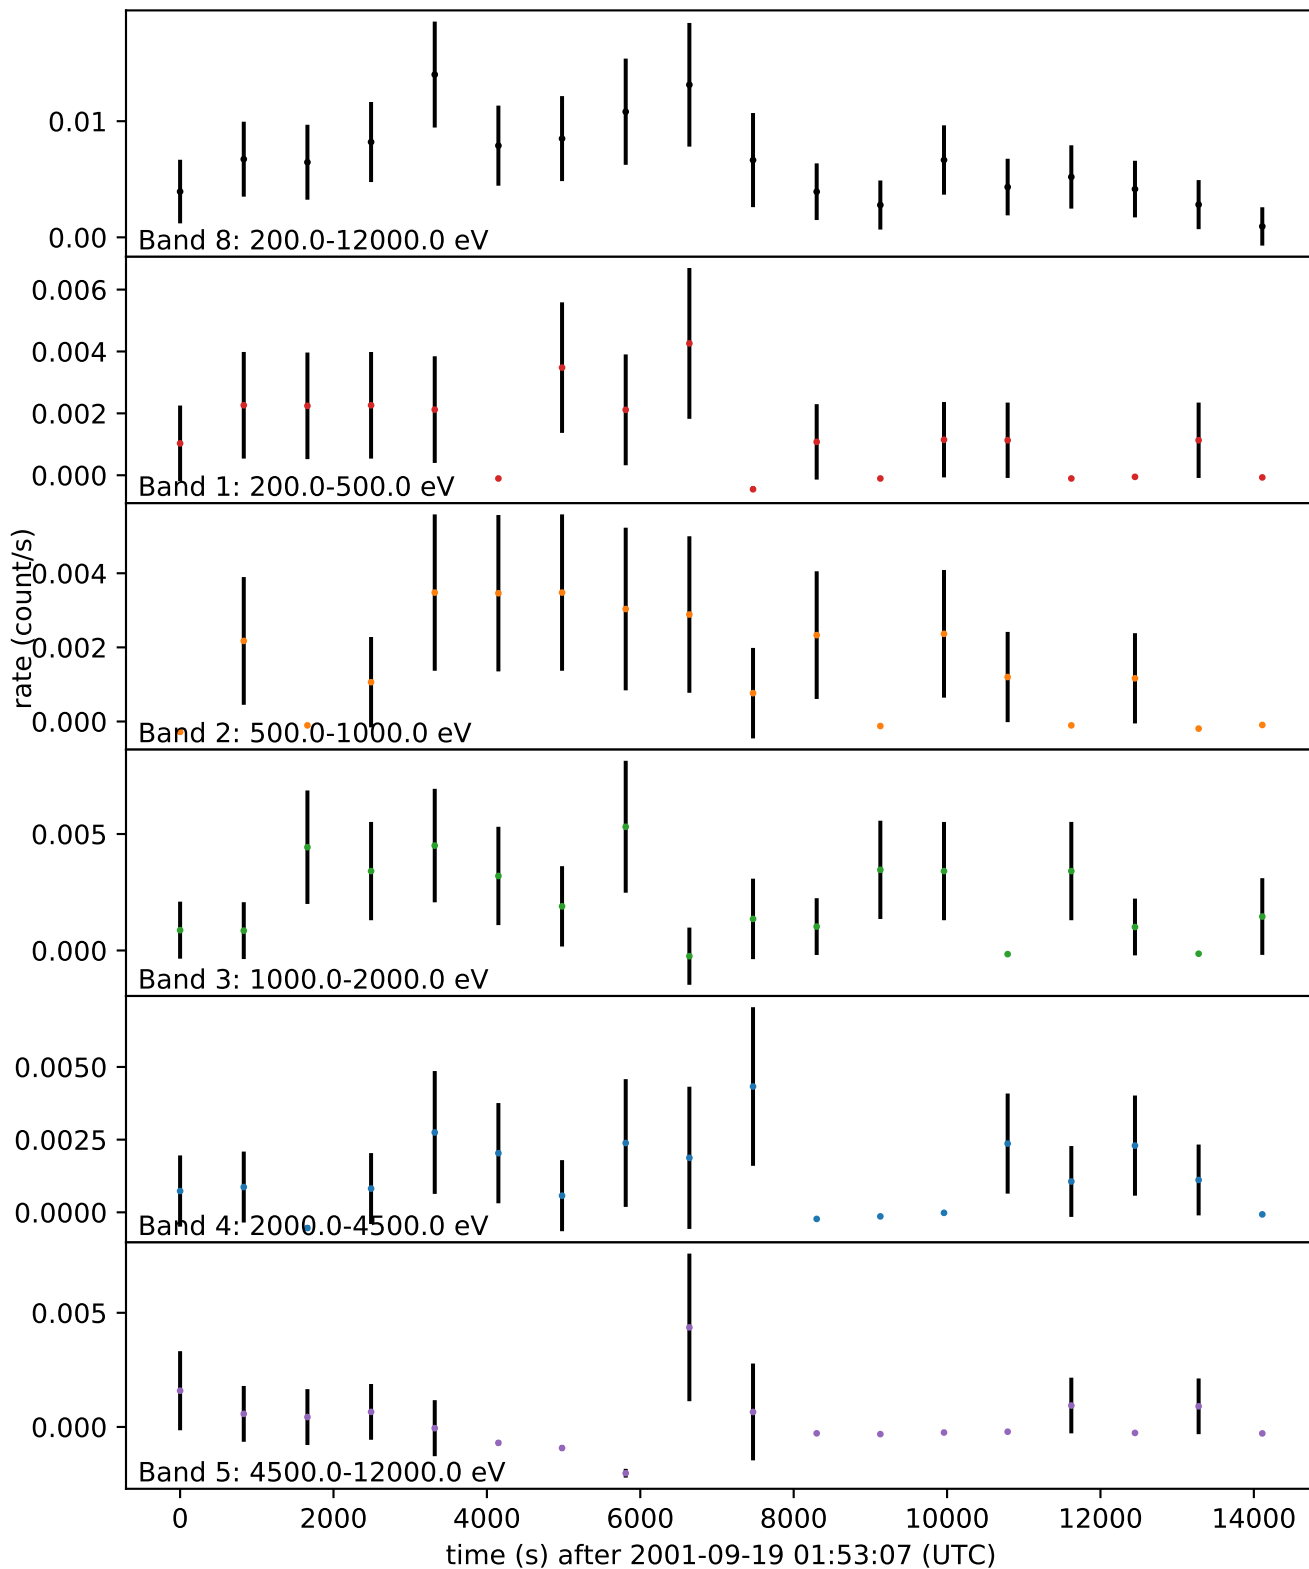 0.01
0.00
Band 8: 200.0-12000.0 eV
0.006
0.004
0.002
0.000
Band 1: 200.0-500.0 eV
rate (count/s)
0.004
0.002
0.000
Band 2: 500.0-1000.0 eV
0.005
0.000
Band 3: 1000.0-2000.0 eV
0.0050
0.0025
0.0000
Band 4: 2000.0-4500.0 eV
0.005
0.000
Band 5: 4500.0-12000.0 eV
0 2000 4000 6000 8000 10000 12000 14000
time (s) after 2001-09-19 01:53:07 (UTC)